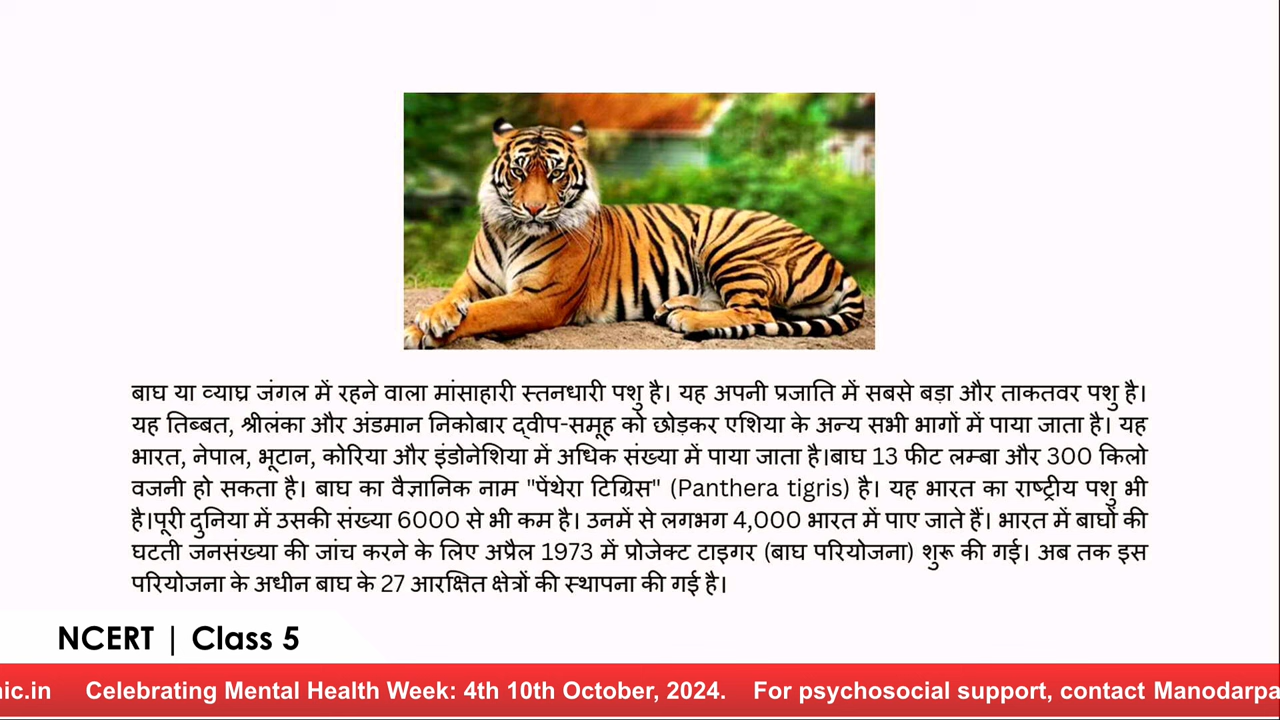 बाघ या व्याघ्र जंगल में रहने वाला मांसाहारी स्तनधारी पशु है। यह अपनी प्रजाति में सबसे बड़ा और ताकतवर पशु है।
यह तिब्बत, श्रीलंका और अंडमान निकोबार द्वीप-समूह को छोड़कर एशिया के अन्य सभी भागों में पाया जाता है। यह
भारत, नेपाल, भूटान, कोरिया और इंडोनेशिया में अधिक संख्या में पाया जाता है।बाघ 13 फीट लम्बा और 300 किलो
वजनी हो सकता है। बाघ का वैज्ञानिक नाम "पेंथेरा टिग्रिस" (Panthera tigris) है। यह भारत का राष्ट्रीय पशु भी
है।पूरी दुनिया में उसकी संख्या 6000 से भी कम है। उनमें से लगभग 4,000 भारत में पाए जाते हैं। भारत में बाघों की
घटती जनसंख्या की जांच करने के लिए अप्रैल 1973 में प्रोजेक्ट टाइगर (बाघ परियोजना) शुरू की गई। अब तक इस
परियोजना के अधीन बाघ के 27 आरक्षित क्षेत्रों की स्थापना की गई है।
NCERT | Class 5
nic.in Celebrating Mental Health Week: 4th 10th October, 2024. For psychosocial support, contact Manodarpa